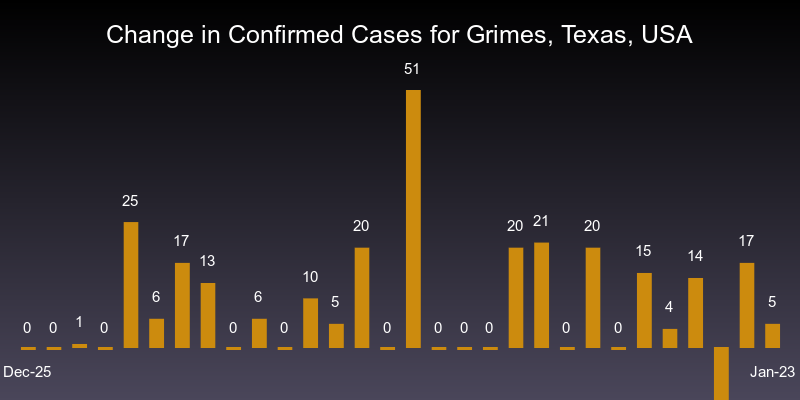 Change in Confirmed Cases for Grimes, Texas, USA
51
25
20
20 21 20
17 17
15 14
13
10
6 6 5 4 5
0 0 1 0 0 0 0 0 0 0 0 0
Dec-25 Jan-23